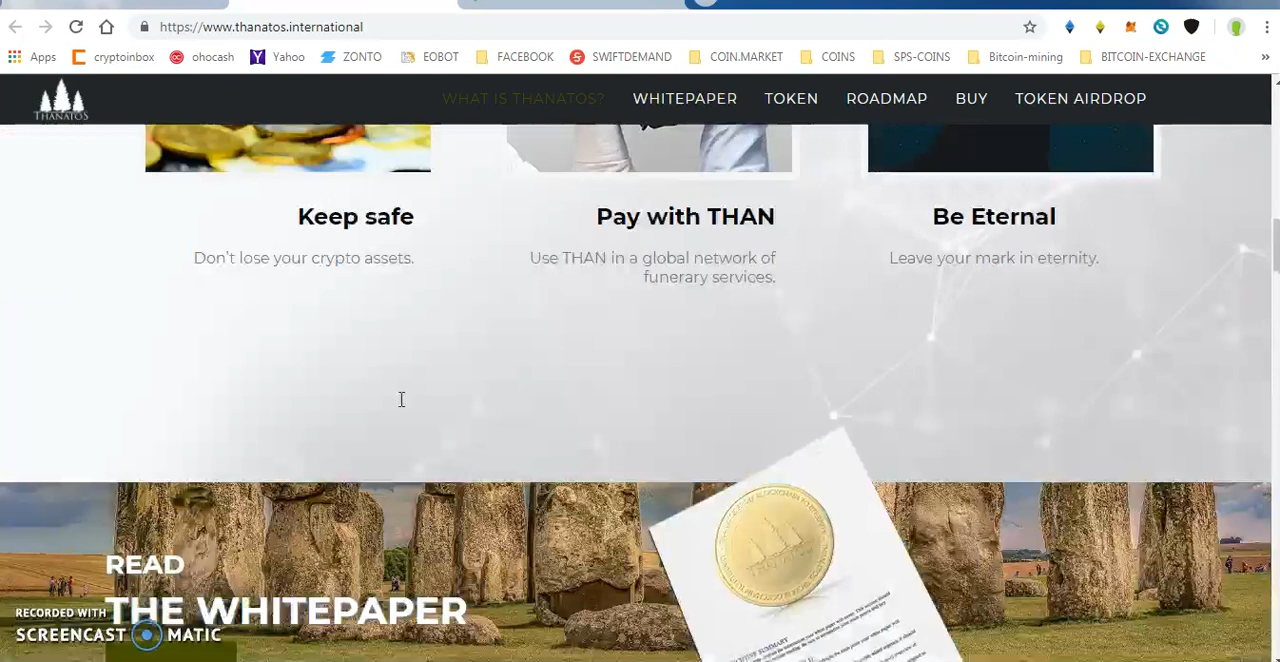 https://www.thanatos.international
Apps cryptoinbox ohocash Yahoo ZONTO EOBOT FACEBOOK SWIFTDEMAND COIN.MARKET COINS SPS-COINS Bitcoin-mining BITCOIN-EXCHANGE »
THANATOS WHAT IS THANATOS? WHITEPAPER TOKEN ROADMAP BUY TOKEN AIRDROP
Keep safe
Don't lose your crypto assets.
Pay with THAN
Use THAN in a global network of
funerary services.
Be Eternal
Leave your mark in eternity.
READ
THE WHITEPAPER
RECORDED WITH
SCREENCAST MATIC
SUMMARY